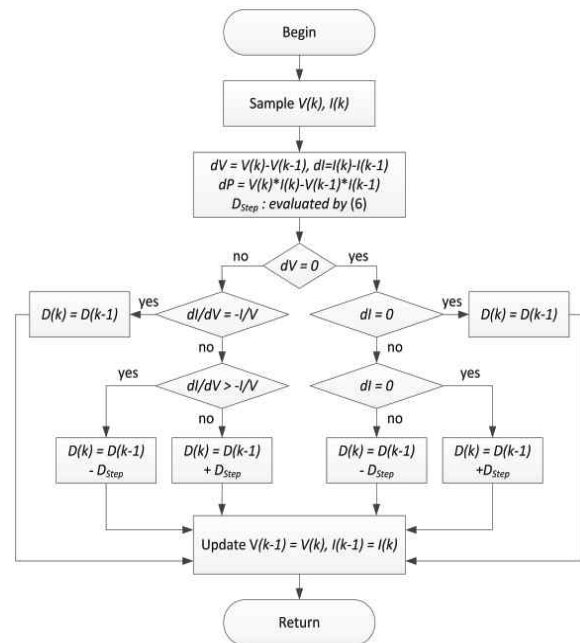 Begin
Sample V(k), I(k)
dV = V(k)-V(k-1), dI=I(k)-I(k-1)
dP = V(k)*I(k)-V(k-1)*I(k-1)
DStep : evaluated by (6)
no
dV = 0
yes
D(k) = D(k-1)
yes
dI/dV = -I/V
dI = 0
yes
D(k) = D(k-1)
no
no
yes
dI/dV > -I/V
dI = 0
yes
no
no
D(k) = D(k-1)
- DStep
D(k) = D(k-1)
+ DStep
D(k) = D(k-1)
- DStep
D(k) = D(k-1)
+DStep
Update V(k-1) = V(k), I(k-1) = I(k)
Return